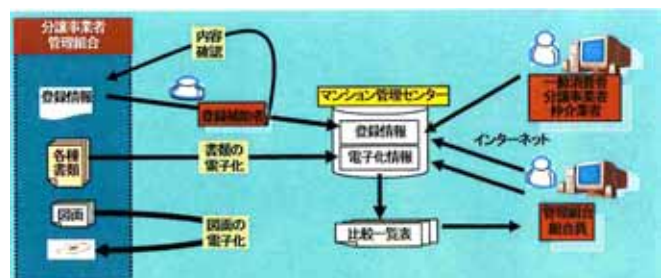 分譲事業者
管理組合
内容
確認
登録情報
登録補助者
マンション管理センター
登録情報
電子化情報
一般消費者
分譲事業者
仲介業者
インターネット
各種
書類
書類の
電子化
図面
図面の
電子化
比較一覧表
管理組合
組合員